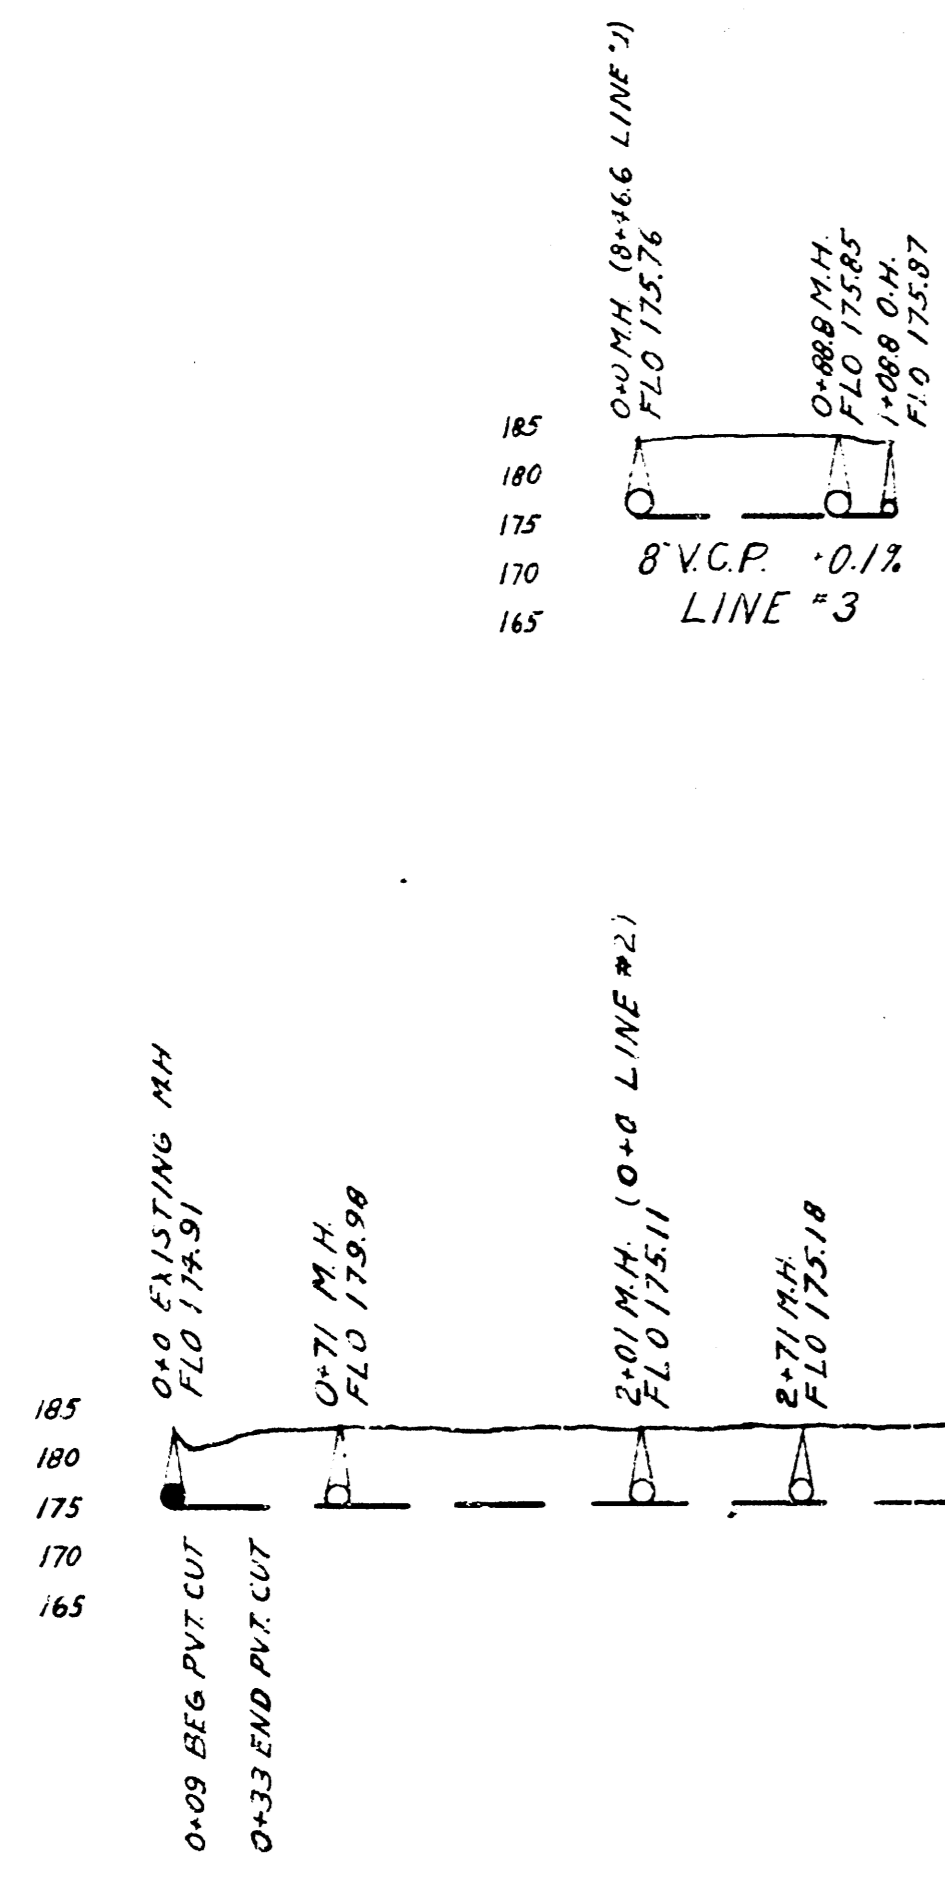 0+0 M.H. (8+46.6 LINE #1)
FLO 175.76
0+88.8 M.H.
FLO 175.85
1+08.8 O.H.
FLO 175.87
185
180
175
170
165
8" V.C.P. +0.1%
LINE #3
0+0 EXISTING M.H
FLO 174.91
0+71 M.H.
FLO 179.98
2+01 M.H. (0+0 LINE #2)
FLO 175.11
2+71 M.H.
FLO 175.18
185
180
175
170
165
0+09 BEG PVT. CUT
0+33 END PVT. CUT